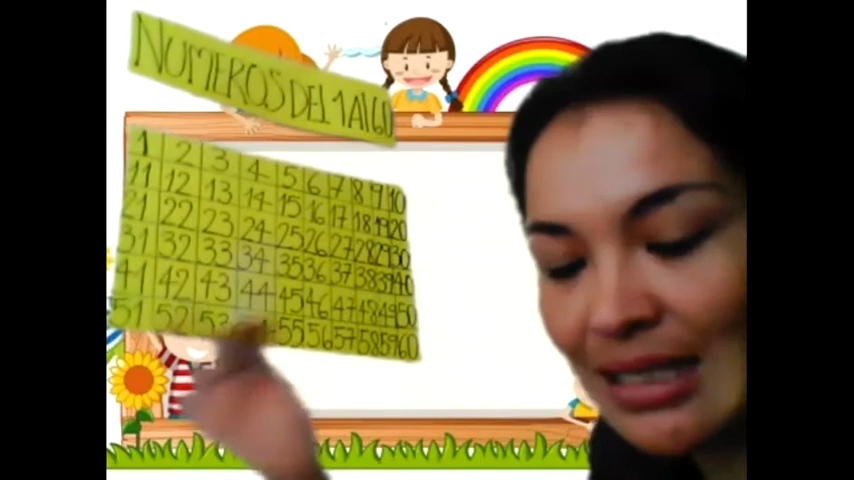 NUMEROS DEL 1 Al 60
1 2 3 4 5 6 7 8 9 10
11 12 13 14 15 16 17 18 19 20
21 22 23 24 25 26 27 28 29 30
31 32 33 34 35 36 37 38 39 40
41 42 43 44 45 46 47 48 49 50
51 52 53 55 56 57 58 59 60